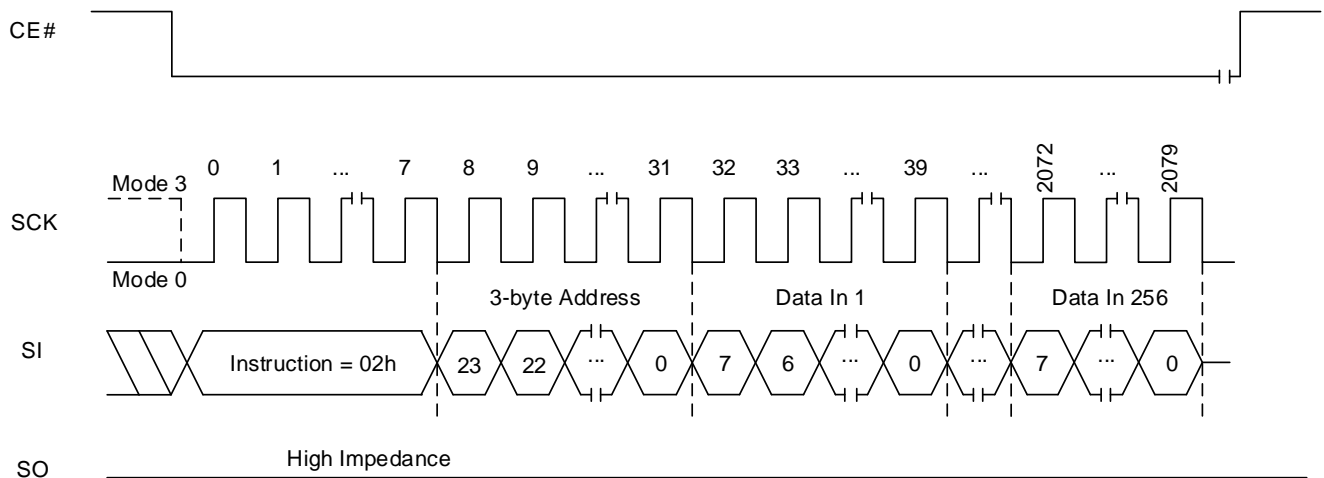 CE#
0 1 ... 7 8 9 ... 31 32 33 ... 39 ... 2072 ... 2079
Mode 3
SCK
Mode 0
3-byte Address Data In 1 Data In 256
SI Instruction = 02h 23 22 ... 0 7 6 ... 0 ... 7 ... 0
High Impedance
SO